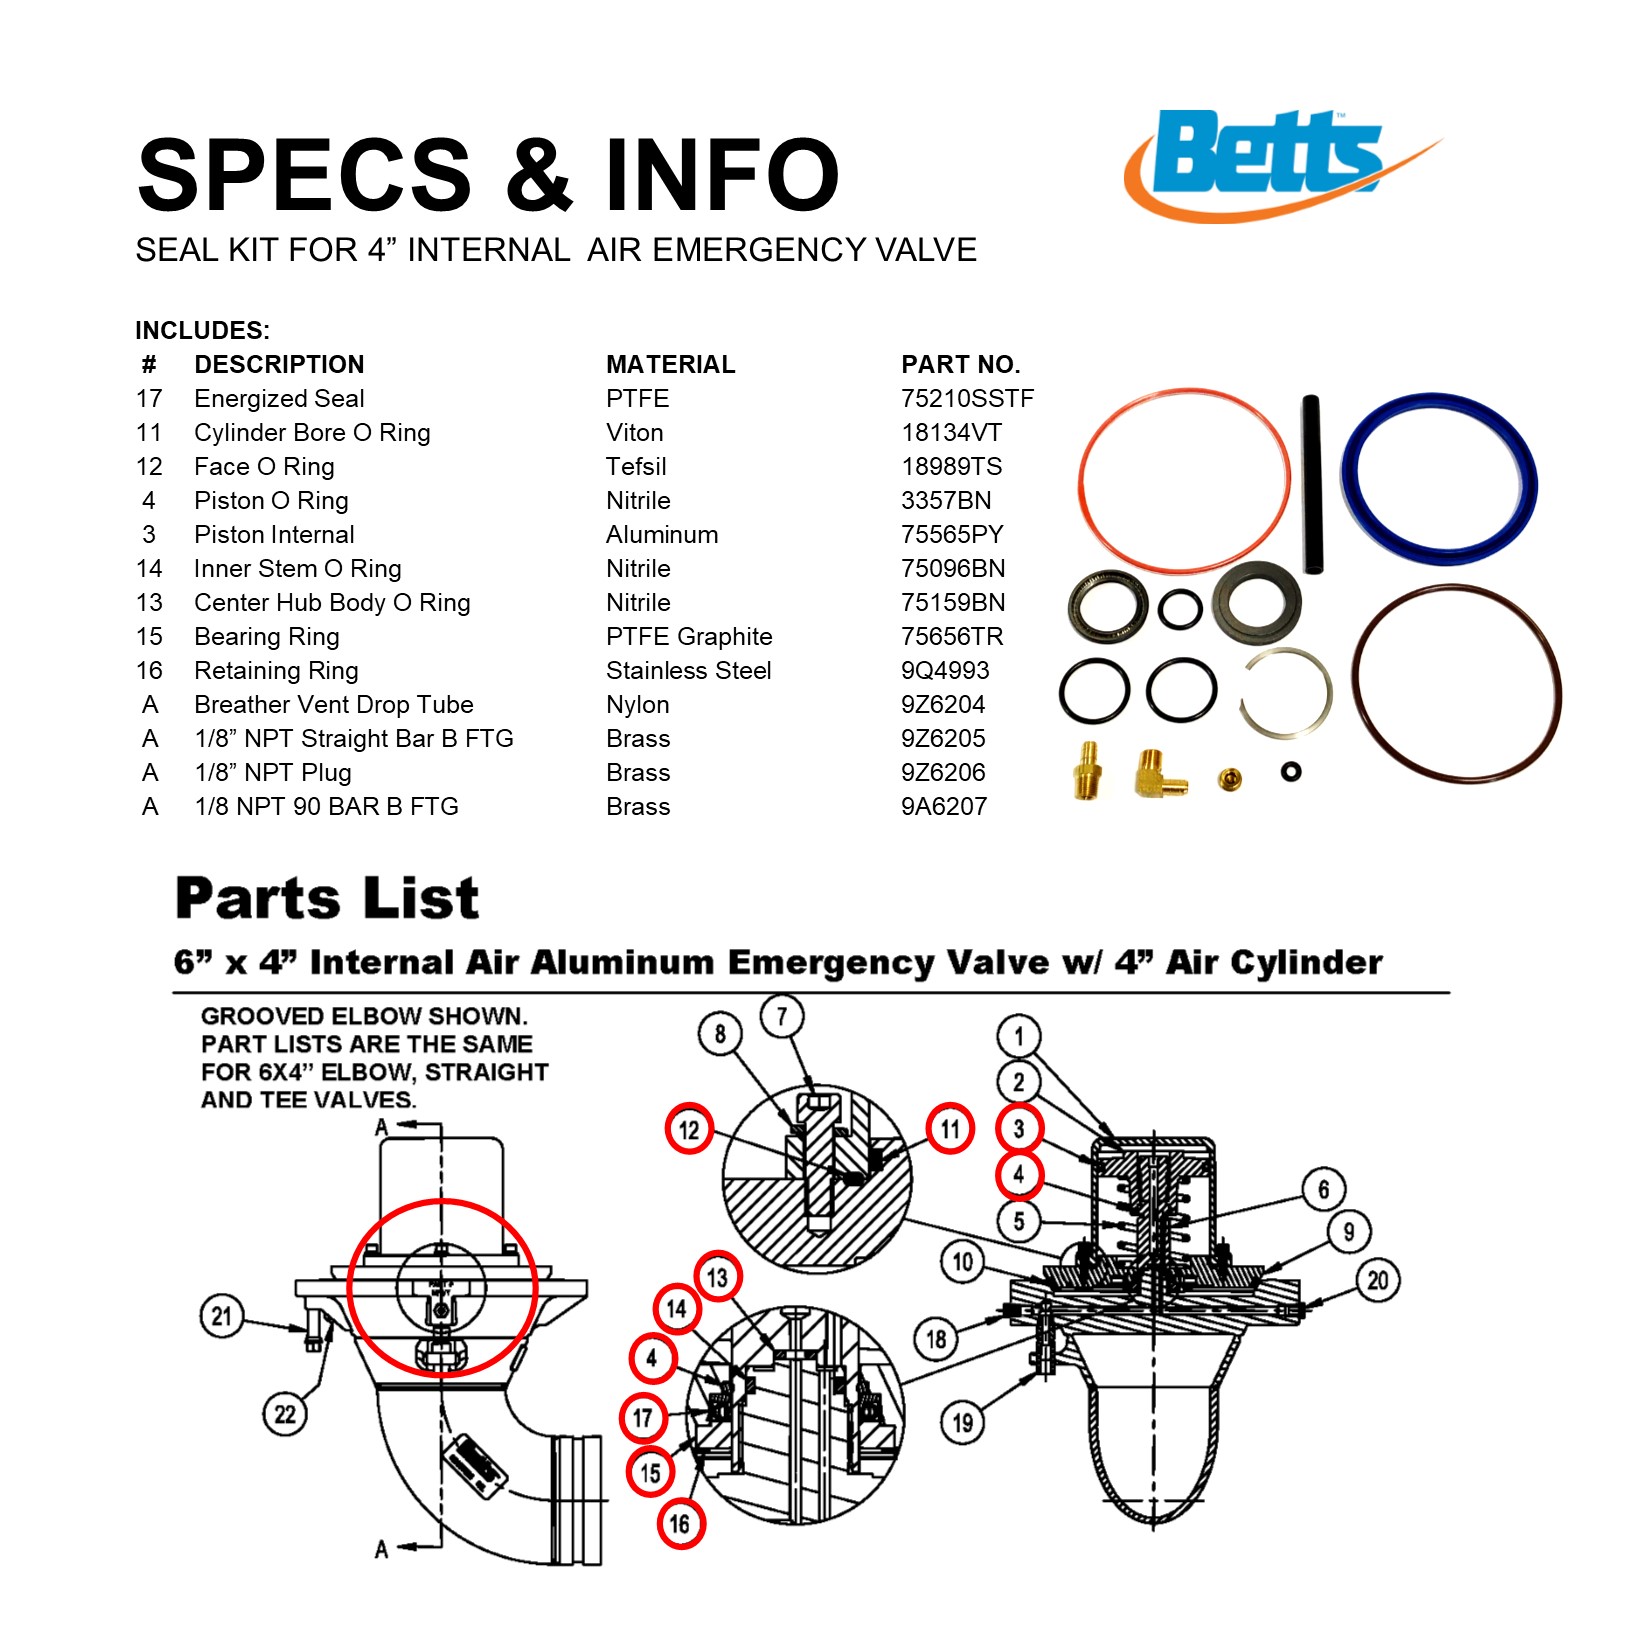 SPECS & INFO
Betts™
SEAL KIT FOR 4” INTERNAL AIR EMERGENCY VALVE
INCLUDES:
# DESCRIPTION MATERIAL PART NO.
17 Energized Seal PTFE 75210SSTF
11 Cylinder Bore O Ring Viton 18134VT
12 Face O Ring Tefsil 18989TS
4 Piston O Ring Nitrile 3357BN
3 Piston Internal Aluminum 75565PY
14 Inner Stem O Ring Nitrile 75096BN
13 Center Hub Body O Ring Nitrile 75159BN
15 Bearing Ring PTFE Graphite 75656TR
16 Retaining Ring Stainless Steel 9Q4993
A Breather Vent Drop Tube Nylon 9Z6204
A 1/8” NPT Straight Bar B FTG Brass 9Z6205
A 1/8” NPT Plug Brass 9Z6206
A 1/8 NPT 90 BAR B FTG Brass 9A6207
Parts List
6” x 4” Internal Air Aluminum Emergency Valve w/ 4” Air Cylinder
GROOVED ELBOW SHOWN.
PART LISTS ARE THE SAME
FOR 6X4” ELBOW, STRAIGHT
AND TEE VALVES.
A
PART #
21
22
Betts
A
7
8
12
11
13
14
4
17
15
16
1
2
3
4
5
6
9
10
20
18
19